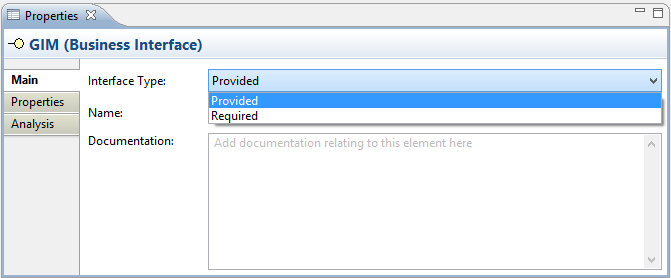 Properties
GIM (Business Interface)
Main
Interface Type:
Provided
Properties
Provided
Required
Name:
Analysis
Documentation:
Add documentation relating to this element here